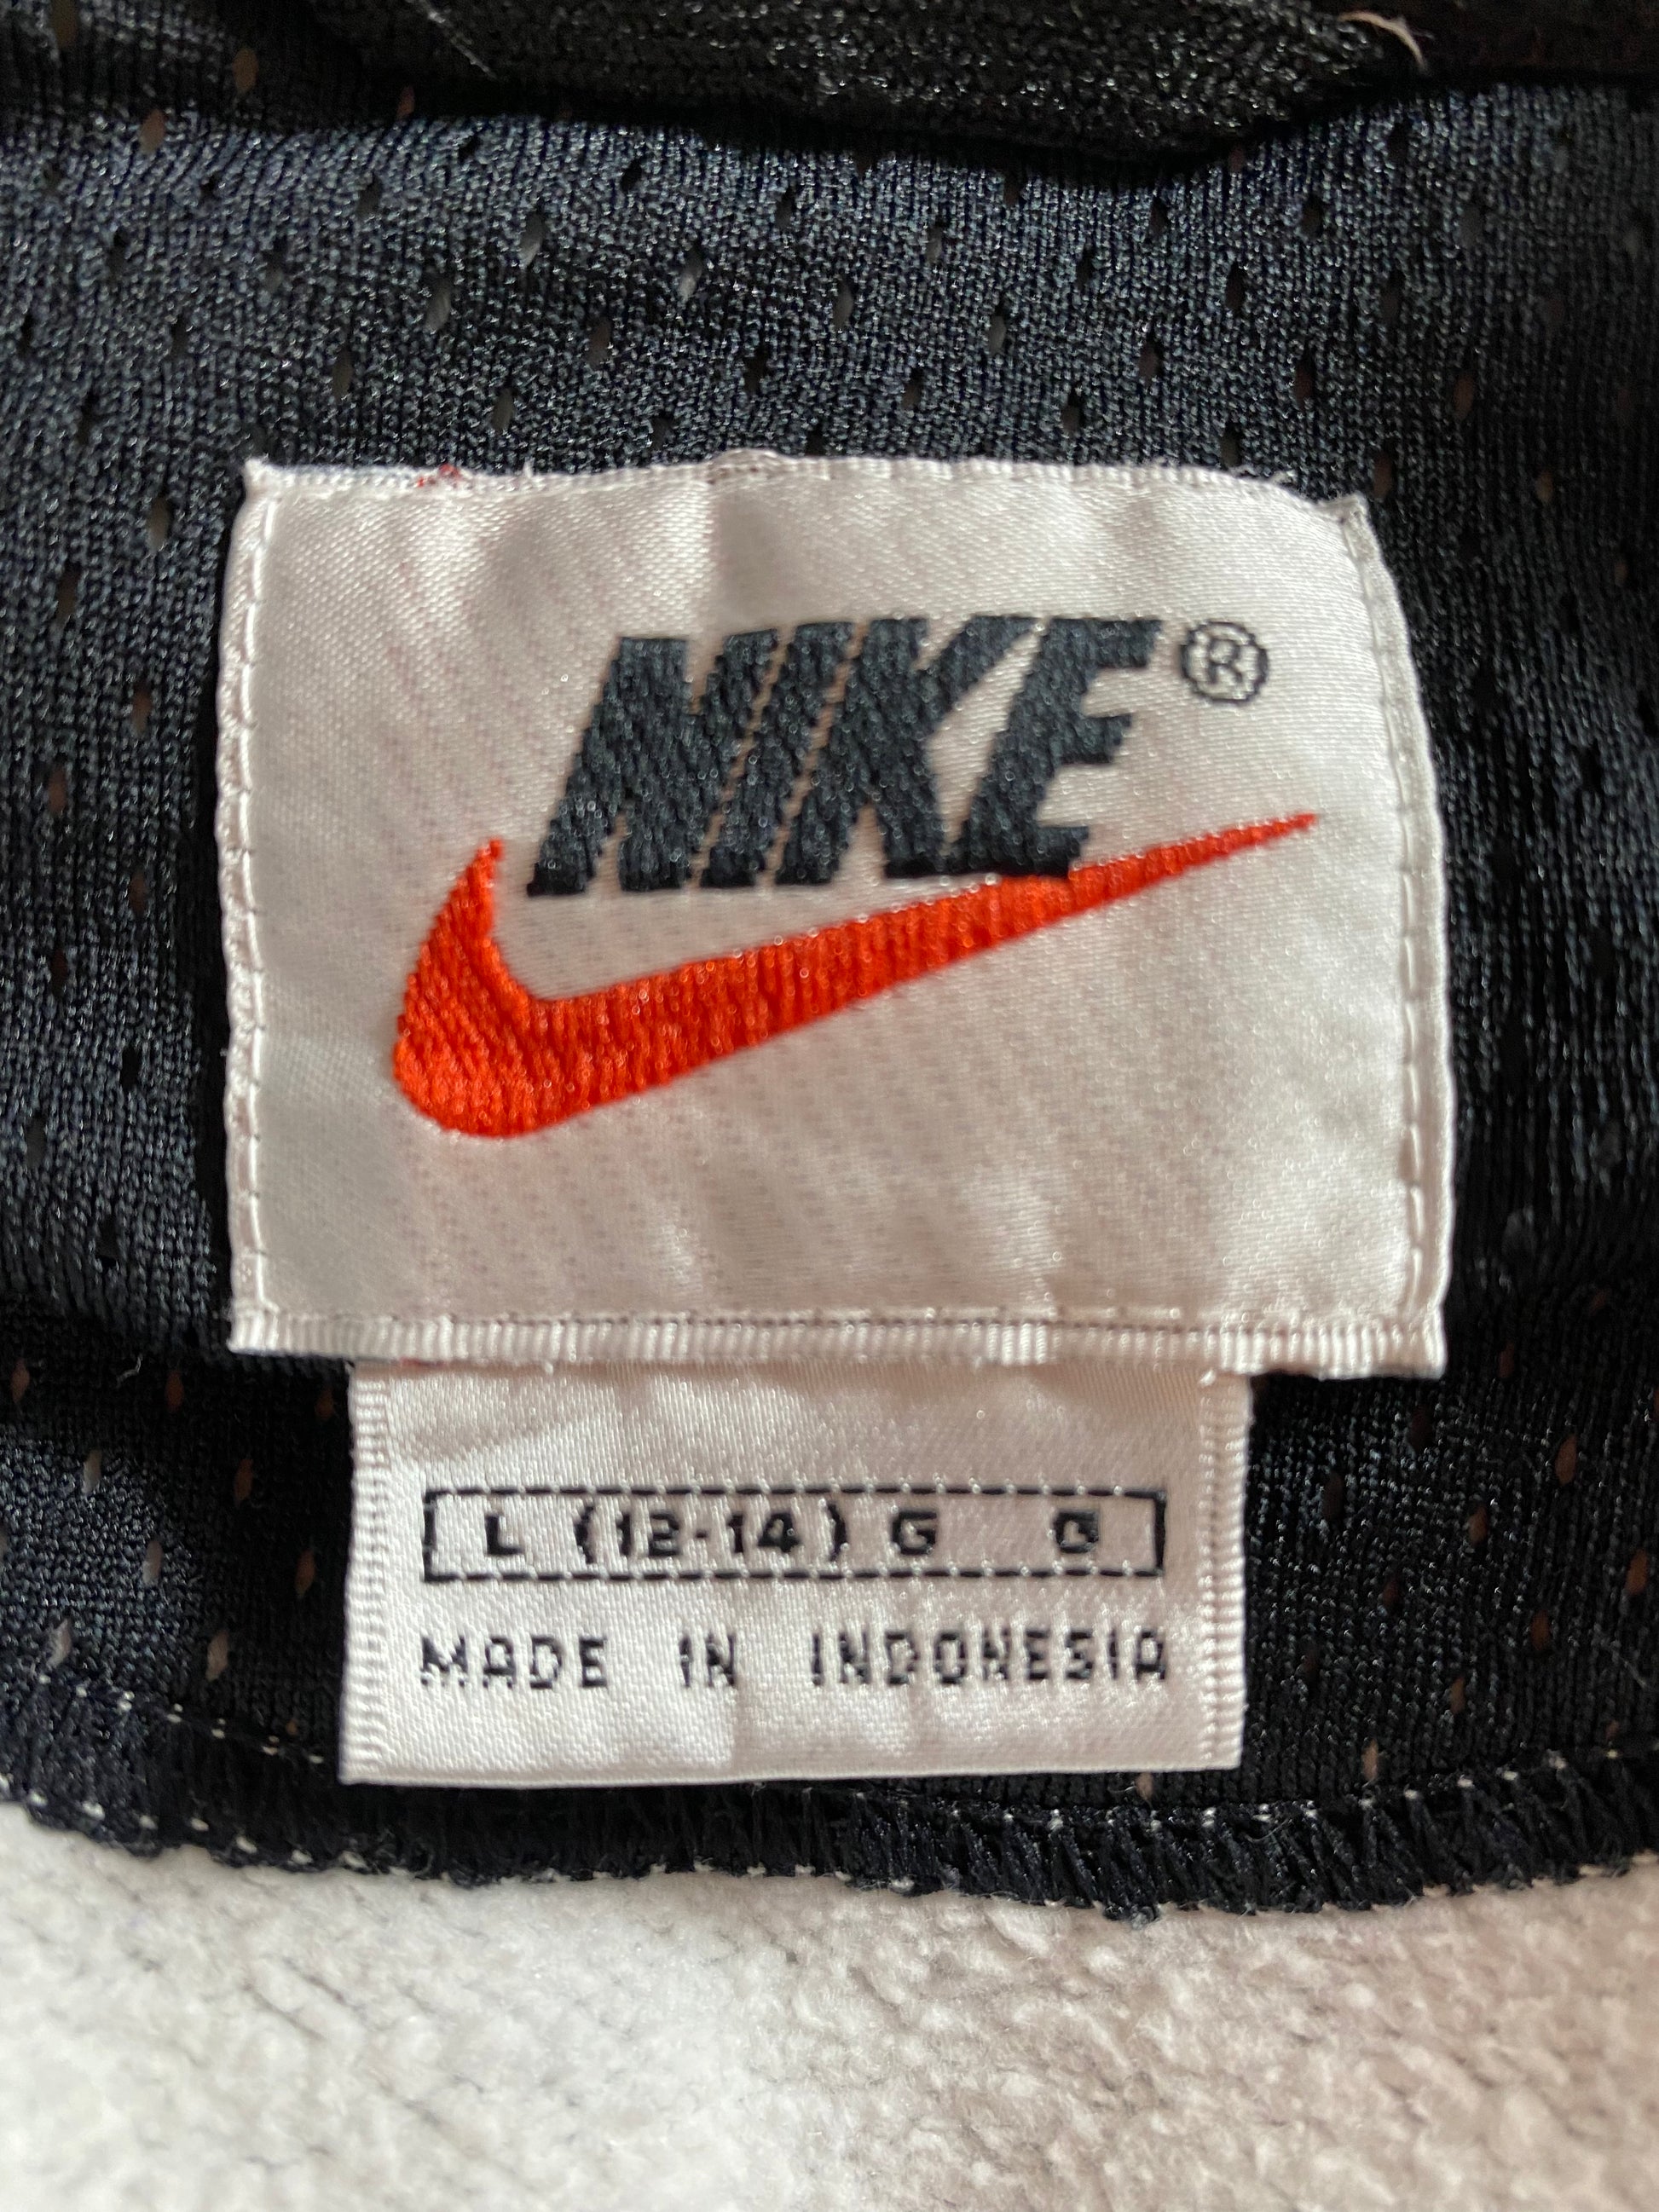 NIKE®
L (12-14) G G
MADE IN INDONESIA